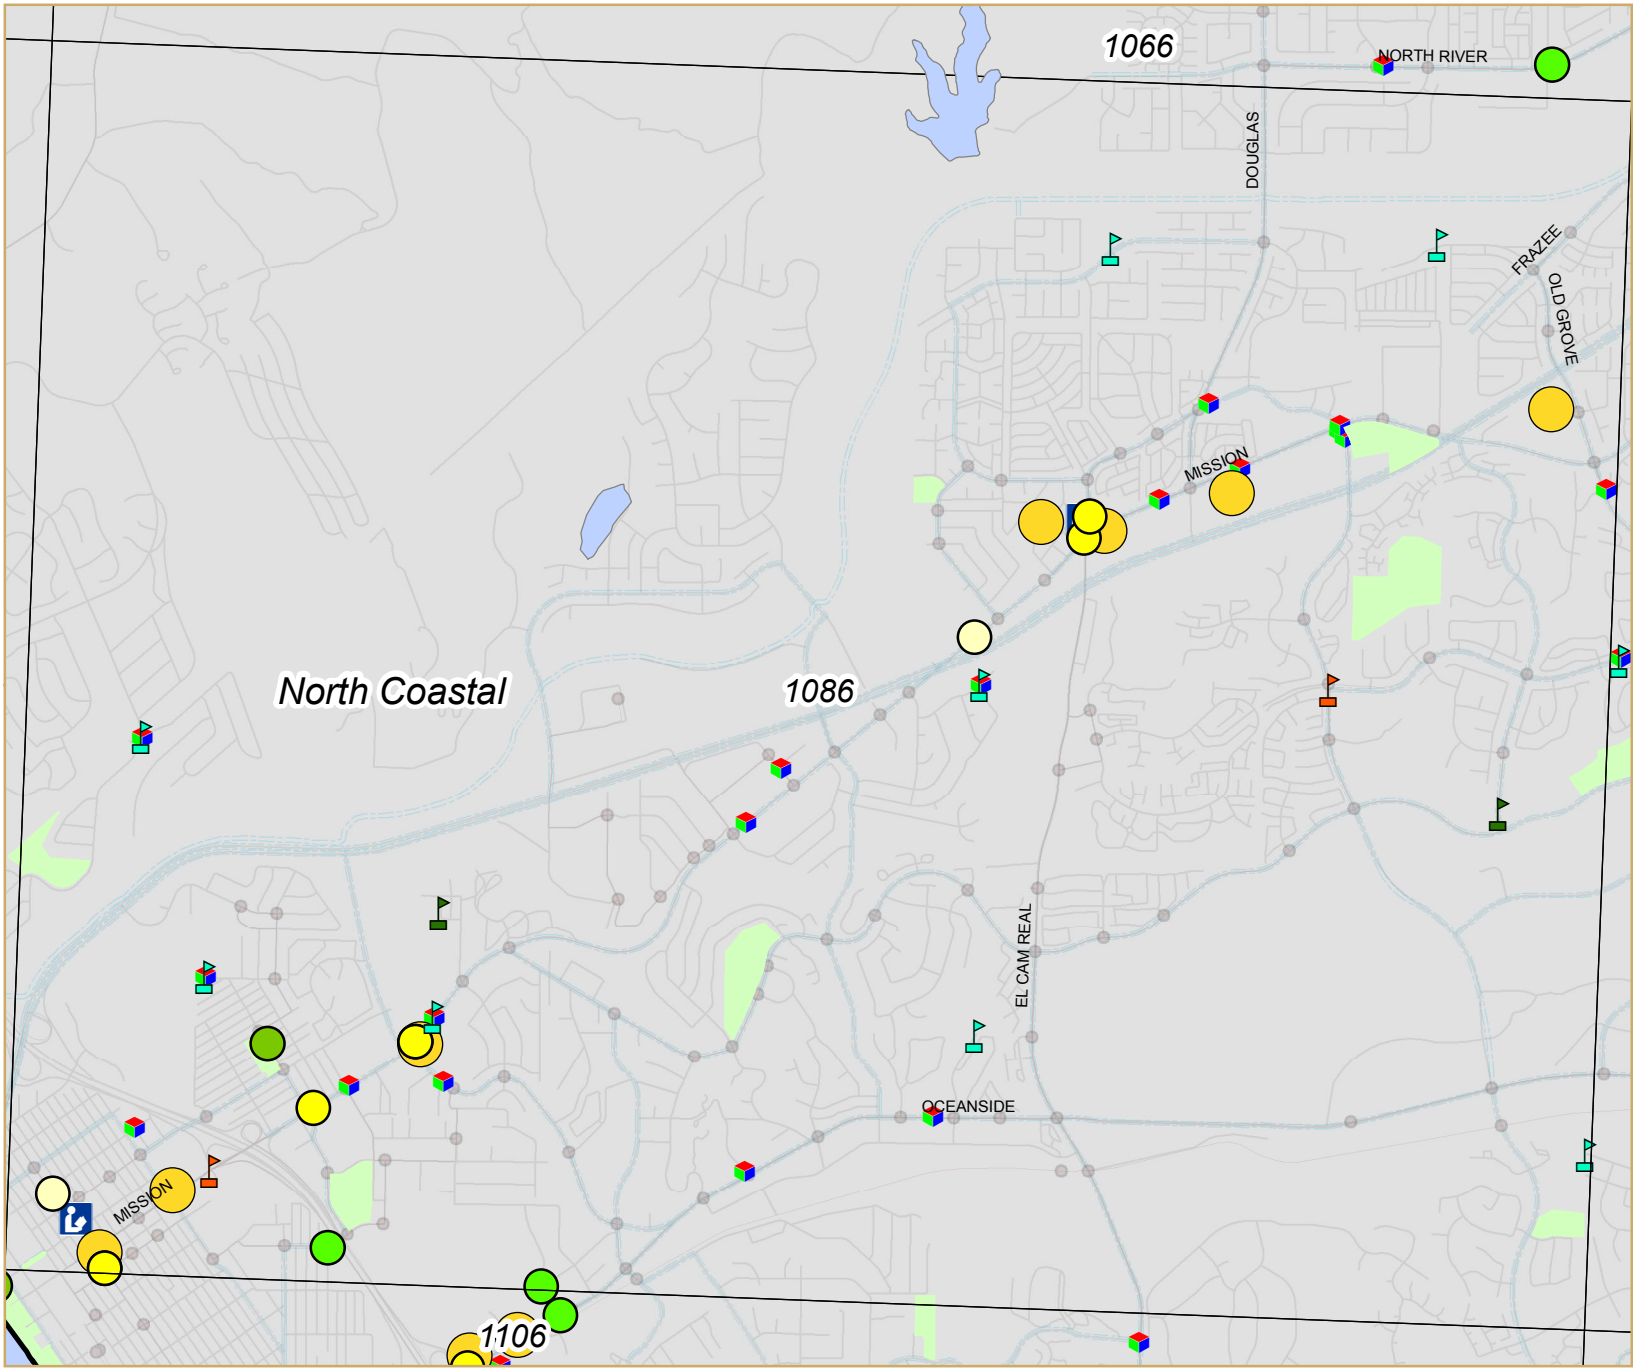 1066
NORTH RIVER
DOUGLAS
FRAZEE
OLD GROVE
MISSION
North Coastal
1086
EL CAM REAL
OCEANSIDE
MISSION
1106